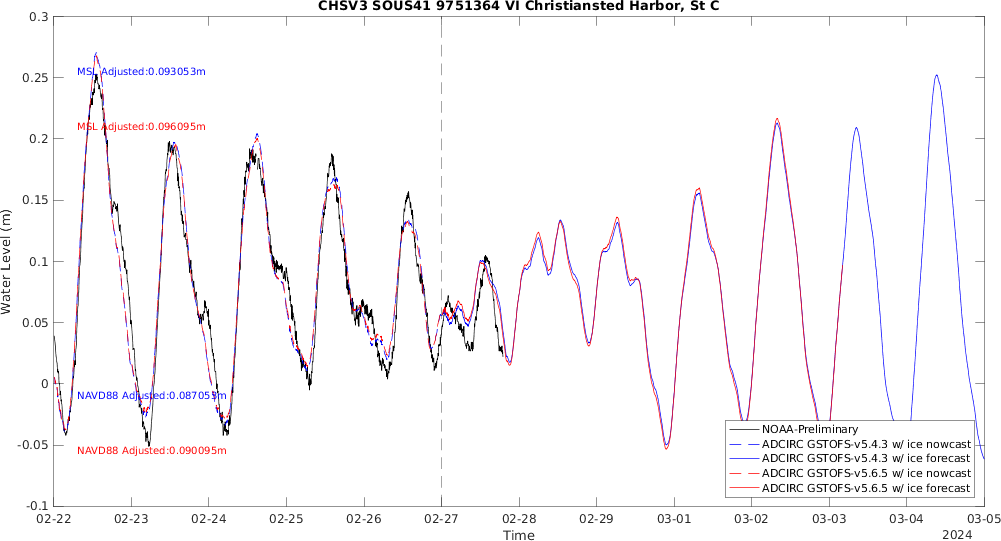 CHSV3 SOUS41 9751364 VI Christiansted Harbor, St C
0.3
0.25
0.2
0.15
0.1
0.05
0
-0.05
-0.1
Water Level (m)
MSL Adjusted:0.093053m
MSL Adjusted:0.096095m
NAVD88 Adjusted:0.087053m
NAVD88 Adjusted:0.090095m
NOAA-Preliminary
ADCIRC GSTOFS-v5.4.3 w/ ice nowcast
ADCIRC GSTOFS-v5.4.3 w/ ice forecast
ADCIRC GSTOFS-v5.6.5 w/ ice nowcast
ADCIRC GSTOFS-v5.6.5 w/ ice forecast
02-22 02-23 02-24 02-25 02-26 02-27 02-28 02-29 03-01 03-02 03-03 03-04 03-05
Time
2024